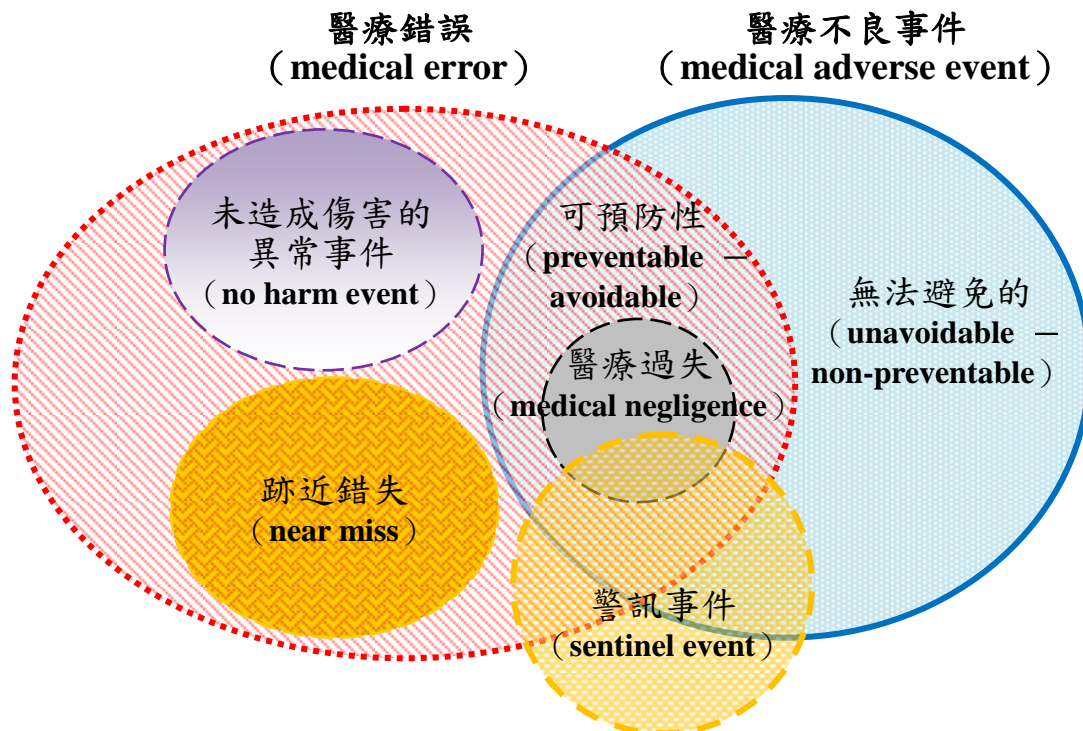 醫療錯誤
（medical error）
醫療不良事件
（medical adverse event）
未造成傷害的
異常事件
（no harm event）
可預防性
（preventable –
avoidable）
無法避免的
（unavoidable –
non-preventable）
醫療過失
（medical negligence）
跡近錯失
（near miss）
警訊事件
（sentinel event）